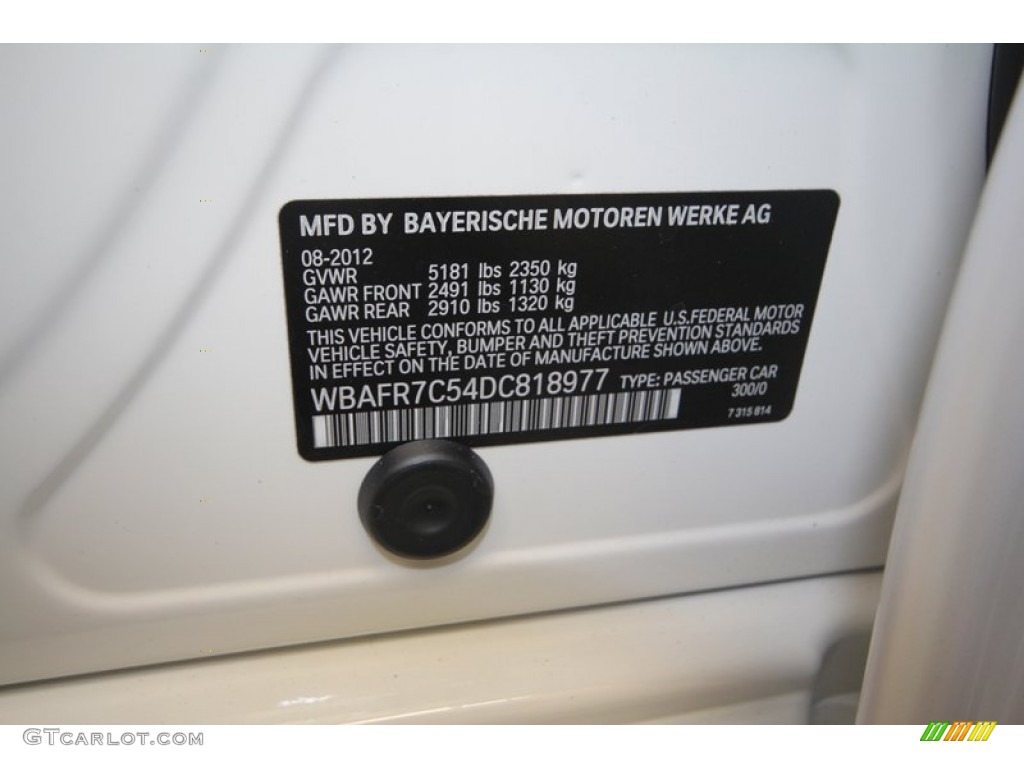 MFD BY BAYERISCHE MOTOREN WERKE AG
08-2012
GVWR 5181 lbs 2350 kg
GAWR FRONT 2491 lbs 1130 kg
GAWR REAR 2910 lbs 1320 kg
THIS VEHICLE CONFORMS TO ALL APPLICABLE U.S.FEDERAL MOTOR
VEHICLE SAFETY, BUMPER AND THEFT PREVENTION STANDARDS
IN EFFECT ON THE DATE OF MANUFACTURE SHOWN ABOVE.
WBAFR7C54DC818977 TYPE: PASSENGER CAR
300/0
7 315 814
GTCARLOT.COM